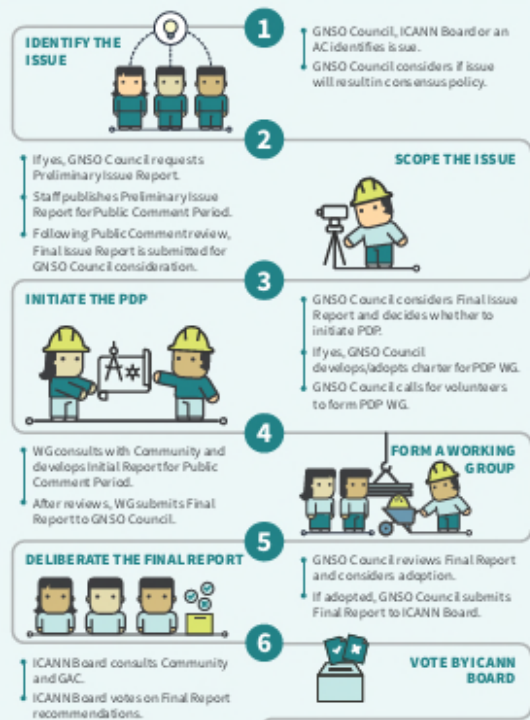 1
IDENTIFY THE
ISSUE
GNSO Council, ICANN Board or an
AC identifies issue.
GNSO Council considers if issue
will result in consensus policy.
2
SCOPE THE ISSUE
If yes, GNSO Council requests
Preliminary Issue Report.
Staff publishes Preliminary Issue
Report for Public Comment Period.
Following Public Comment review,
Final Issue Report is submitted for
GNSO Council consideration.
3
INITIATE THE PDP
GNSO Council considers Final Issue
Report and decides whether to
initiate PDP.
If yes, GNSO Council
develops/adopts charter for PDP WG.
GNSO Council calls for volunteers
to form PDP WG.
4
FORM A WORKING
GROUP
WG consults with Community and
develops Initial Report for Public
Comment Period.
After reviews, WG submits Final
Report to GNSO Council.
5
DELIBERATE THE FINAL REPORT
GNSO Council reviews Final Report
and considers adoption.
If adopted, GNSO Council submits
Final Report to ICANN Board.
6
VOTE BY ICANN
BOARD
ICANN Board consults Community
and GAC.
ICANN Board votes on Final Report
recommendations.